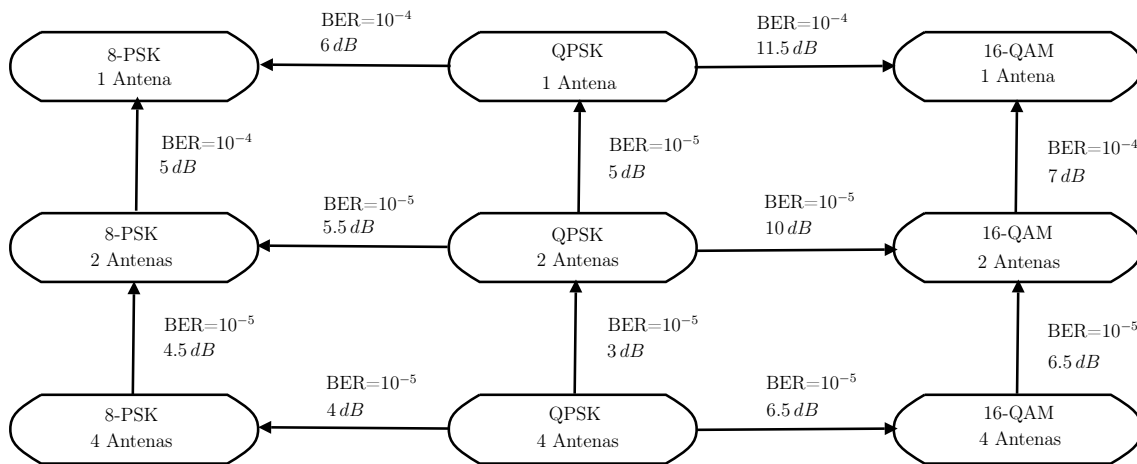 BER=10⁻⁴
6 dB
BER=10⁻⁴
11.5 dB
8-PSK
1 Antena
QPSK
1 Antena
16-QAM
1 Antena
BER=10⁻⁴
5 dB
BER=10⁻⁵
5 dB
BER=10⁻⁴
7 dB
BER=10⁻⁵
5.5 dB
BER=10⁻⁵
10 dB
8-PSK
2 Antenas
QPSK
2 Antenas
16-QAM
2 Antenas
BER=10⁻⁵
4.5 dB
BER=10⁻⁵
3 dB
BER=10⁻⁵
6.5 dB
BER=10⁻⁵
4 dB
BER=10⁻⁵
6.5 dB
8-PSK
4 Antenas
QPSK
4 Antenas
16-QAM
4 Antenas